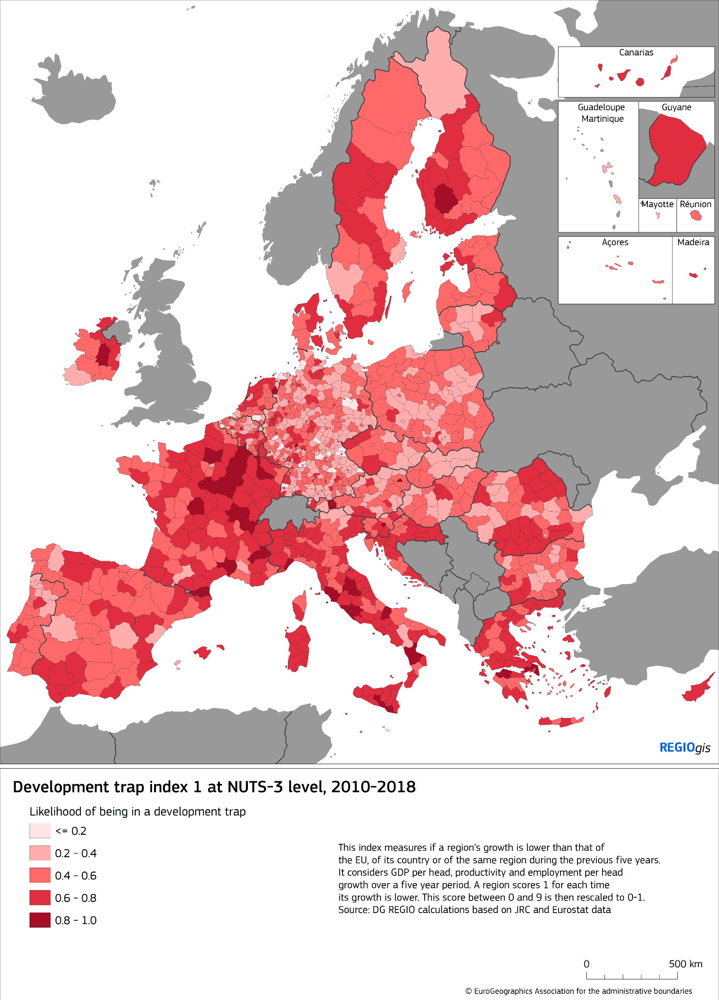 Canarias
Guadeloupe
Martinique
Guyane
Mayotte
Réunion
Açores
Madeira
REGIOgis
Development trap index 1 at NUTS-3 level, 2010-2018
Likelihood of being in a development trap
<= 0.2
0.2 - 0.4
0.4 - 0.6
0.6 - 0.8
0.8 - 1.0
This index measures if a region's growth is lower than that of
the EU, of its country or of the same region during the previous five years.
It considers GDP per head, productivity and employment per head
growth over a five year period. A region scores 1 for each time
its growth is lower. This score between 0 and 9 is then rescaled to 0-1.
Source: DG REGIO calculations based on JRC and Eurostat data
0 500 km
© EuroGeographics Association for the administrative boundaries